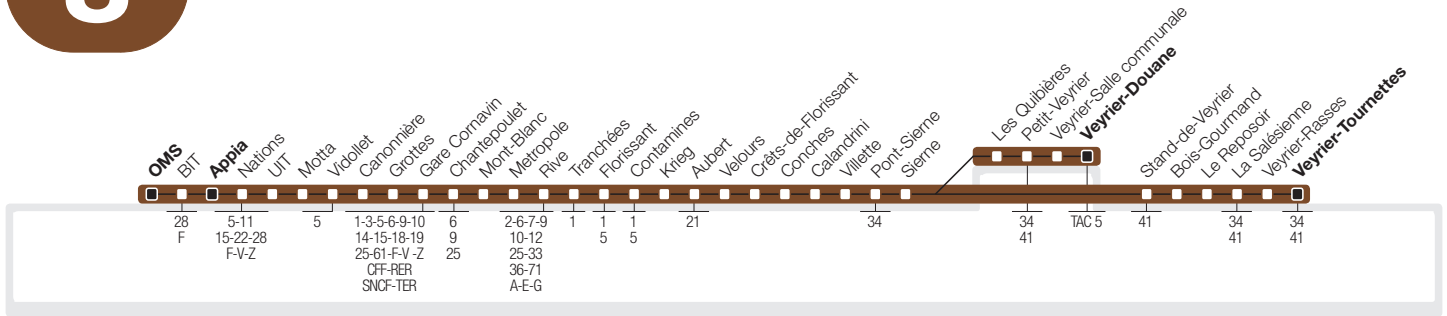 8
OMS
BIT
Appia
Nations
UIT
Motta
Vidollet
Canonnière
Grottes
Gare Cornavin
Chantepoulet
Mont-Blanc
Metropole
Rive
Tranchées
Florissant
Contamines
Krieg
Aubert
Velours
Crêts-de-Florissant
Conches
Calandrini
Villette
Pont-Sierne
Sierne
Les Quibières
Petit-Veyrier
Veyrier-Salle communale
Veyrier-Douane
Stand-de-Veyrier
Bois-Gourmand
Le Reposoir
La Salésienne
Veyrier-Rasses
Veyrier-Tournettes
28
F
5-11
15-22-28
F-V-Z
5
1-3-5-6-9-10
14-15-18-19
25-61-F-V -Z
CFF-RER
SNCF-TER
6
9
25
2-6-7-9
10-12
25-33
36-71
A-E-G
1
1
5
1
5
21
34
34
41
TAC 5
41
34
41
34
41